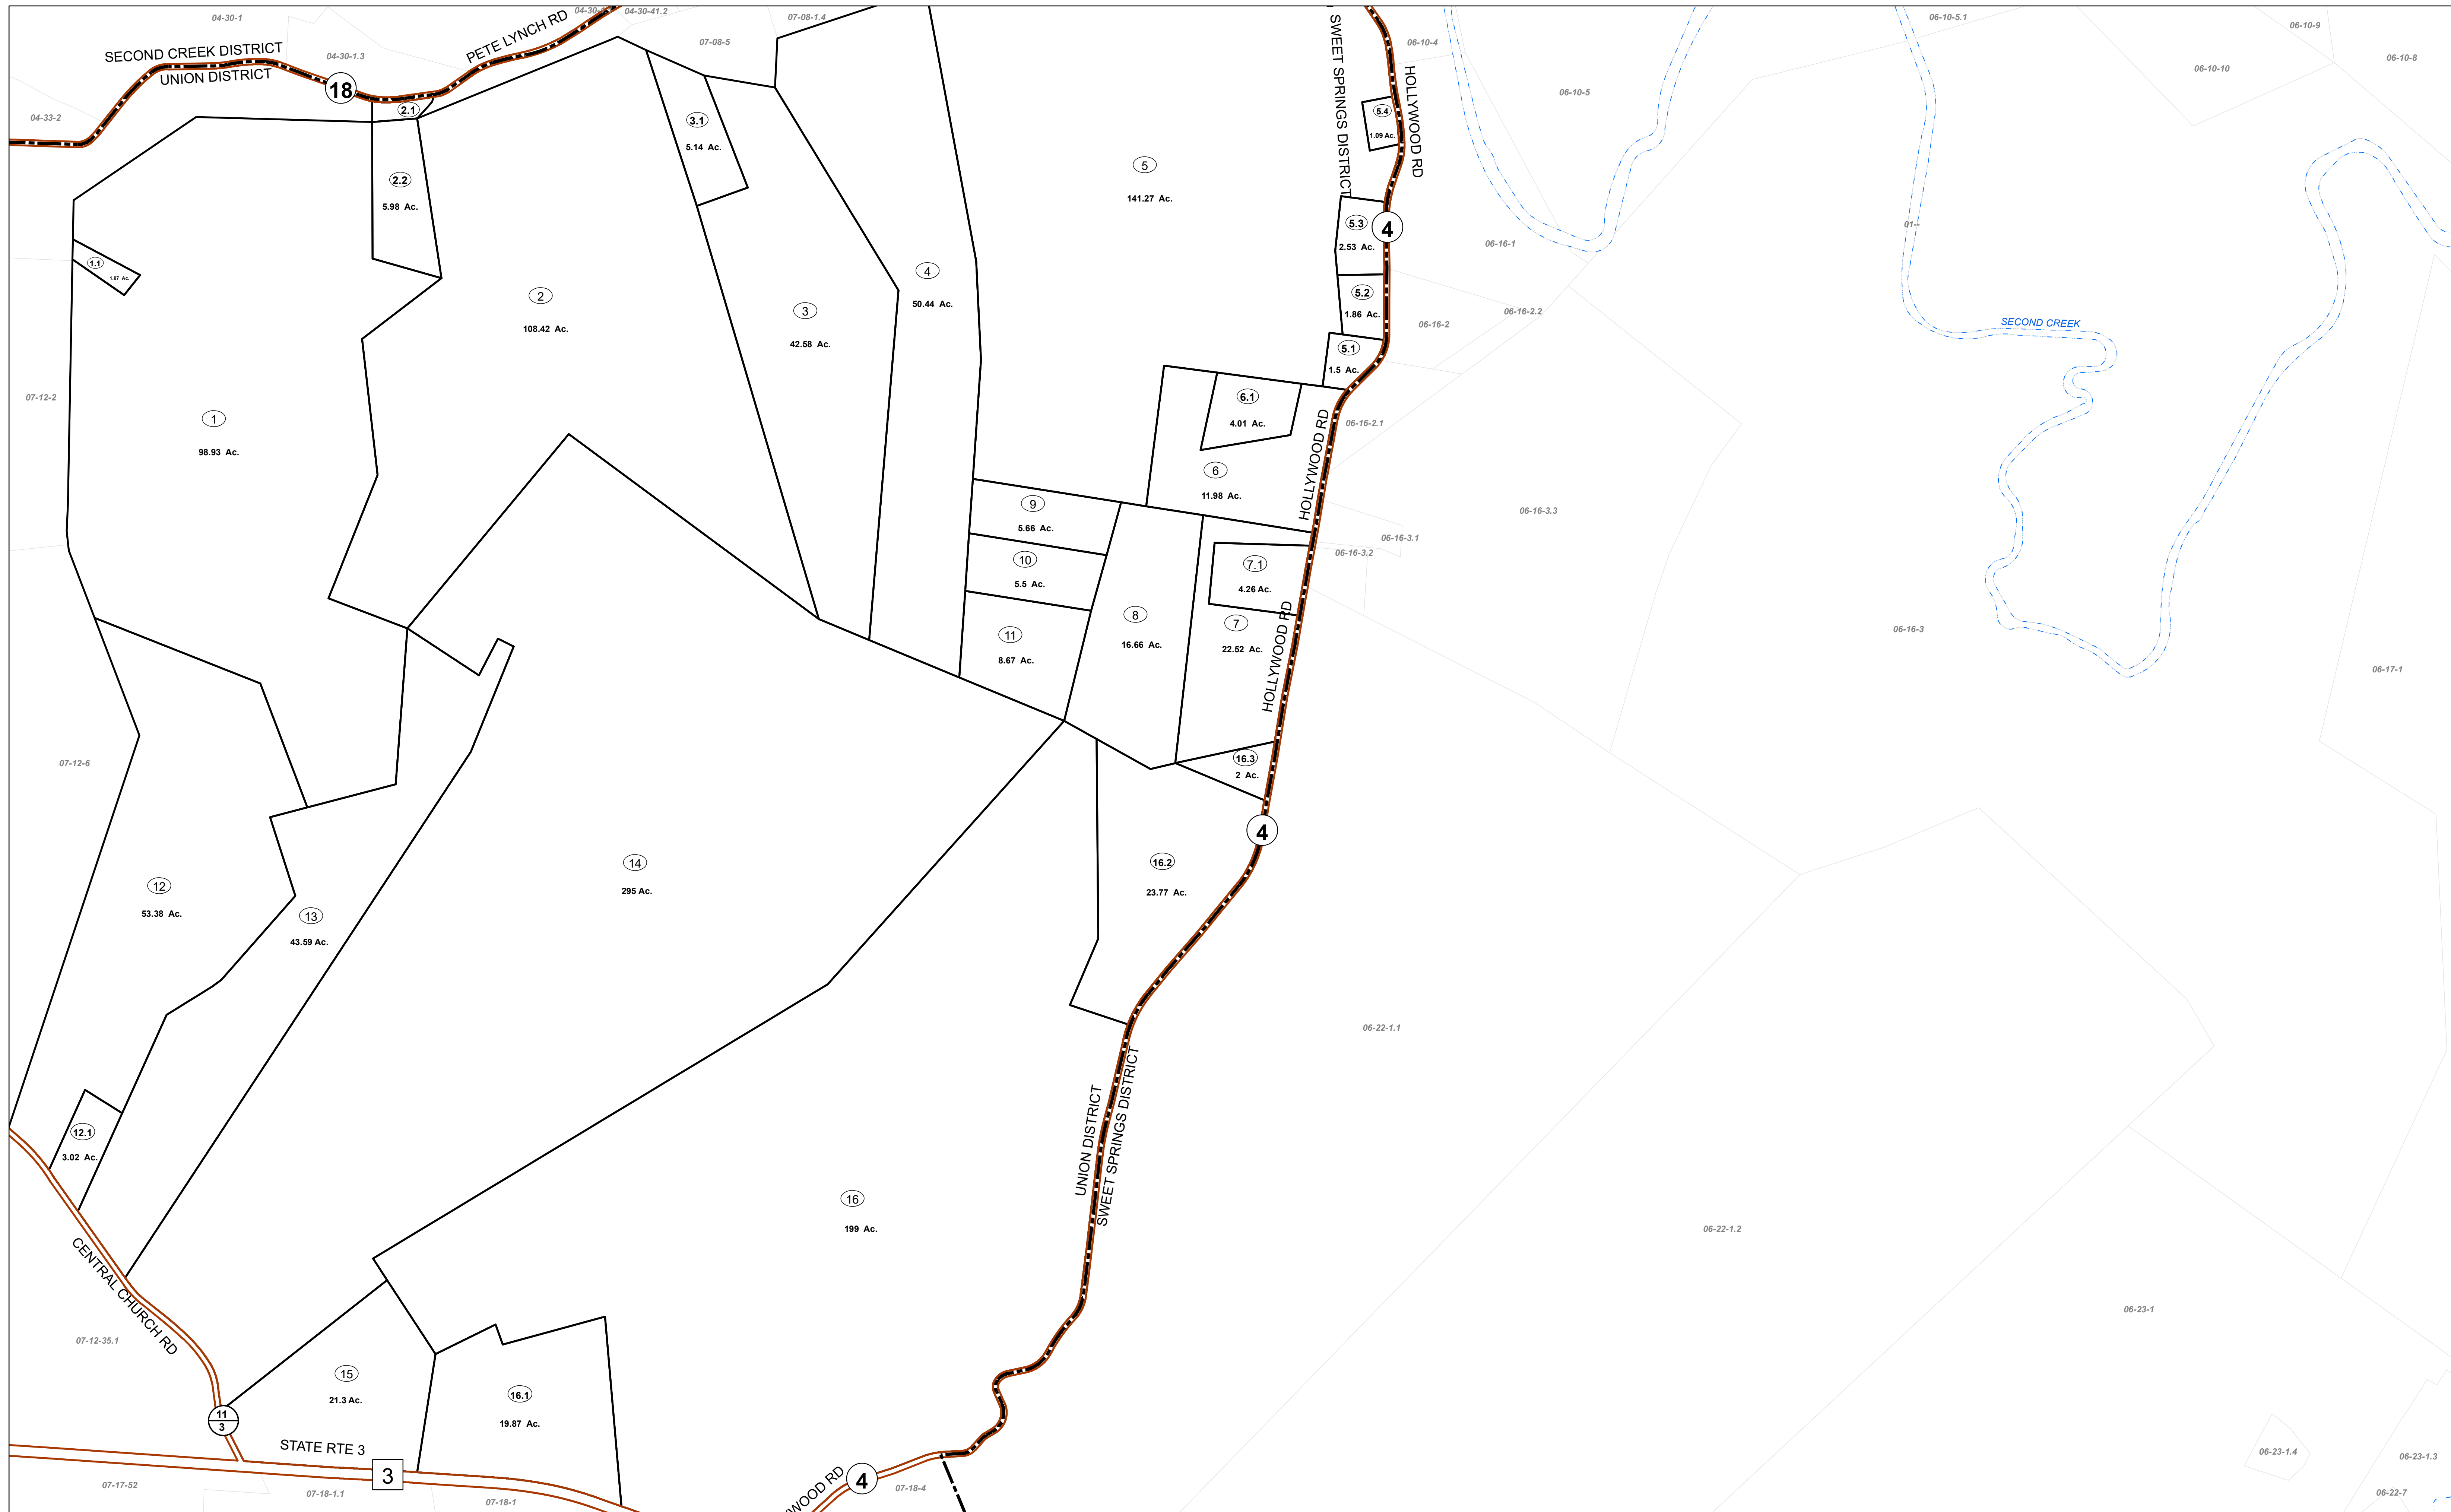 04-30-1
04-30-41.2
07-08-1.4
06-10-5.1
06-10-9
SECOND CREEK DISTRICT
UNION DISTRICT
04-30-1.3
PETE LYNCH RD
07-08-5
SWEET SPRINGS DISTRICT
HOLLYWOOD RD
06-10-4
06-10-5
06-10-10
06-10-8
04-33-2
18
2.1
3.1
5.14 Ac.
5.4
1.09 Ac.
5
141.27 Ac.
2.2
5.98 Ac.
5.3
2.53 Ac.
4
06-16-1
01--
1.1
1.07 Ac.
2
108.42 Ac.
3
42.58 Ac.
4
50.44 Ac.
5.2
1.86 Ac.
06-16-2
06-16-2.2
SECOND CREEK
5.1
1.5 Ac.
07-12-2
1
98.93 Ac.
6.1
4.01 Ac.
HOLLYWOOD RD
06-16-2.1
6
11.98 Ac.
9
5.66 Ac.
06-16-3.3
06-16-3.1
06-16-3.2
10
5.5 Ac.
7.1
4.26 Ac.
8
16.66 Ac.
7
22.52 Ac.
HOLLYWOOD RD
11
8.67 Ac.
06-16-3
06-17-1
07-12-6
16.3
2 Ac.
4
14
295 Ac.
16.2
23.77 Ac.
12
53.38 Ac.
13
43.59 Ac.
06-22-1.1
12.1
3.02 Ac.
UNION DISTRICT
SWEET SPRINGS DISTRICT
16
199 Ac.
06-22-1.2
CENTRAL CHURCH RD
07-12-35.1
06-23-1
15
21.3 Ac.
16.1
19.87 Ac.
11
3
STATE RTE 3
3
WOOD RD
4
07-17-52
07-18-1.1
07-18-1
07-18-4
06-23-1.4
06-23-1.3
06-22-7